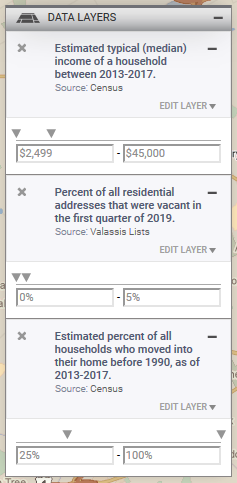 DATA LAYERS
Estimated typical (median)
income of a household
between 2013-2017.
Source: Census
EDIT LAYER
$2,499 - $45,000
Percent of all residential
addresses that were vacant in
the first quarter of 2019.
Source: Valassis Lists
EDIT LAYER
0% - 5%
Estimated percent of all
households who moved into
their home before 1990, as of
2013-2017.
Source: Census
EDIT LAYER
25% - 100%